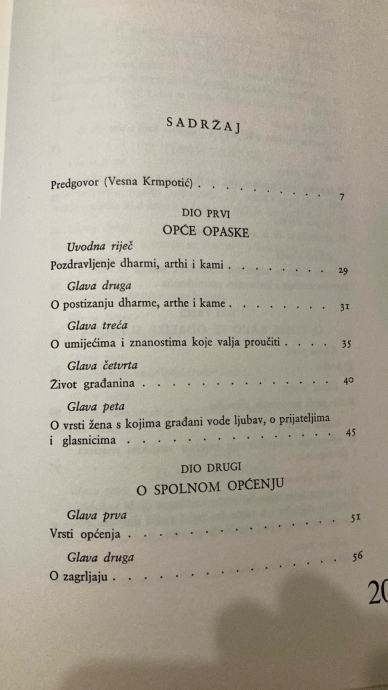 SADRŽAJ
Predgovor (Vesna Krmpotić) . . . . . . . . . . 7
DIO PRVI
OPĆE OPASKE
Uvodna riječ
Pozdravljenje dharmi, arthi i kami . . . . . . . . 29
Glava druga
O postizanju dharme, arthe i kame . . . . . . . . 31
Glava treća
O umijećima i znanostima koje valja proučiti . . . . 35
Glava četvrta
Život građanina . . . . . . . . . . . . . . 40
Glava peta
O vrsti žena s kojima građani vode ljubav, o prijateljima
i glasnicima . . . . . . . . . . . . . . . 45
DIO DRUGI
O SPOLNOM OPĆENJU
Glava prva
Vrsti općenja . . . . . . . . . . . . . . . 51
Glava druga
O zagrljaju . . . . . . . . . . . . . . . . 56
20